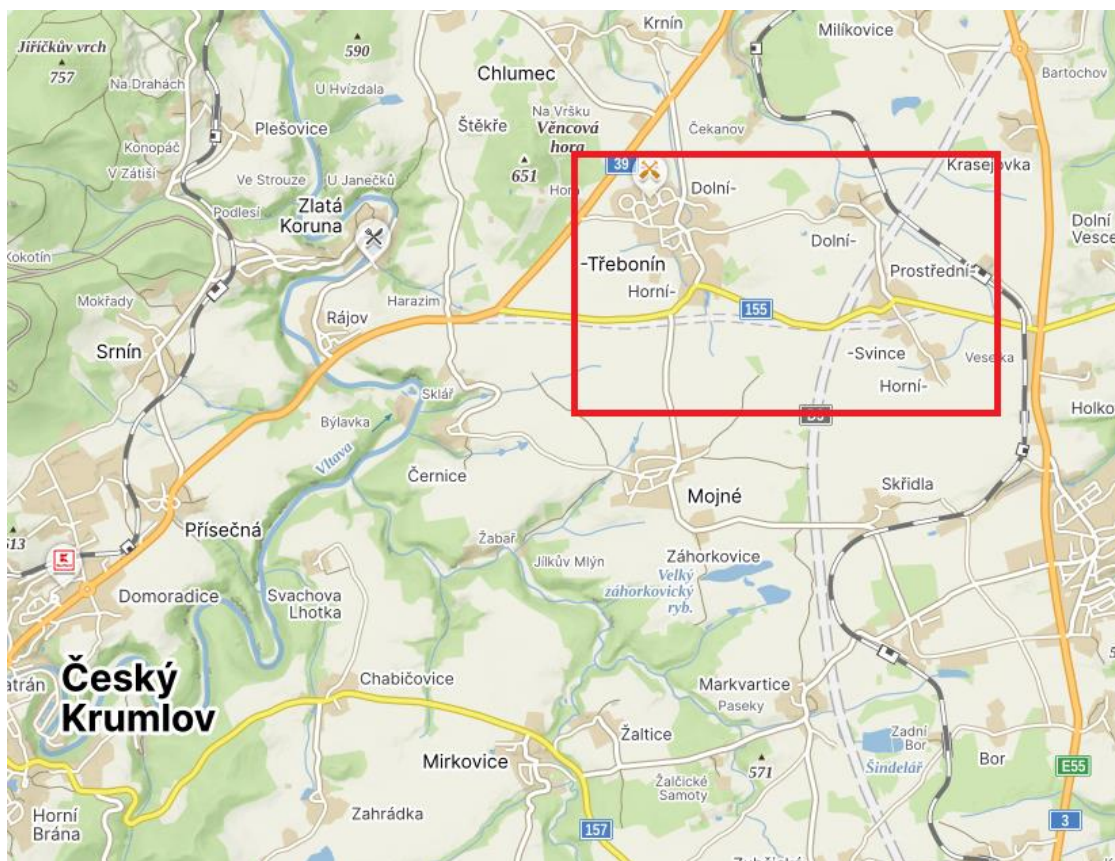 Jiříčkův vrch
757
Na Drahách
590
U Hvízdala
Krnín
Milíkovice
Bartochov
Chlumec
Na Vršku
Věncová
hora
651
Čekanov
Štěkře
Plešovice
Konopáč
V Zátiší
Ve Strouze
U Janečků
Zlatá
Koruna
Podlesí
Kokotín
39
Dolní-
Krasejovka
Dolní
Dolní-
-Třebonín
Horní-
Prostřední-
Mokřady
Harazim
155
Rájov
Srnín
-Svince
Horní-
Veselka
Sklář
Býlavka
Vltava
Holko
Černice
Mojné
Skřidla
Přísečná
Žabař
Jílkův Mlýn
Záhorkovice
Velký
záhorkovický
ryb.
Domoradice
Svachova
Lhotka
Český
Krumlov
Chabičovice
Markvartice
Paseky
Žaltice
Mirkovice
571
Zadní
Bor
Bor
Šindelář
Žalčické
Samoty
E55
Zahrádka
Horní
Brána
157
3